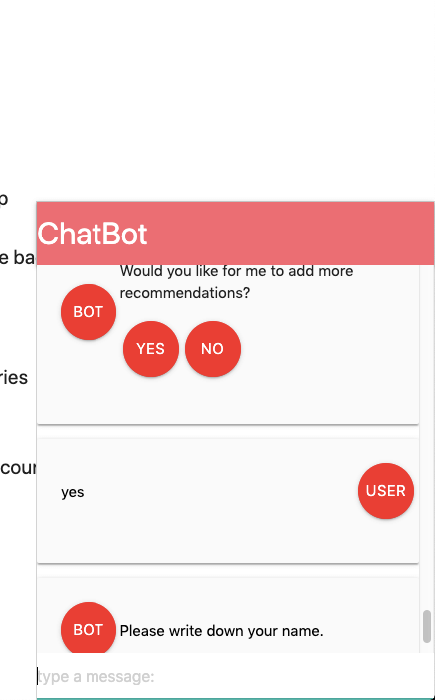 p
ChatBot
e ba
Would you like for me to add more
recommendations?
BOT
YES NO
ries
cour
yes
USER
BOT
Please write down your name.
type a message: